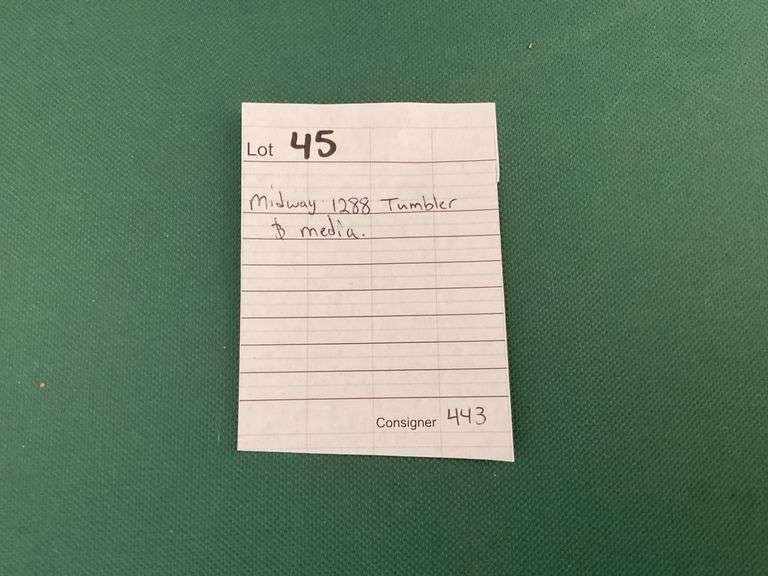 Lot 45
Midway 1288 Tumbler
& media.
Consigner 443